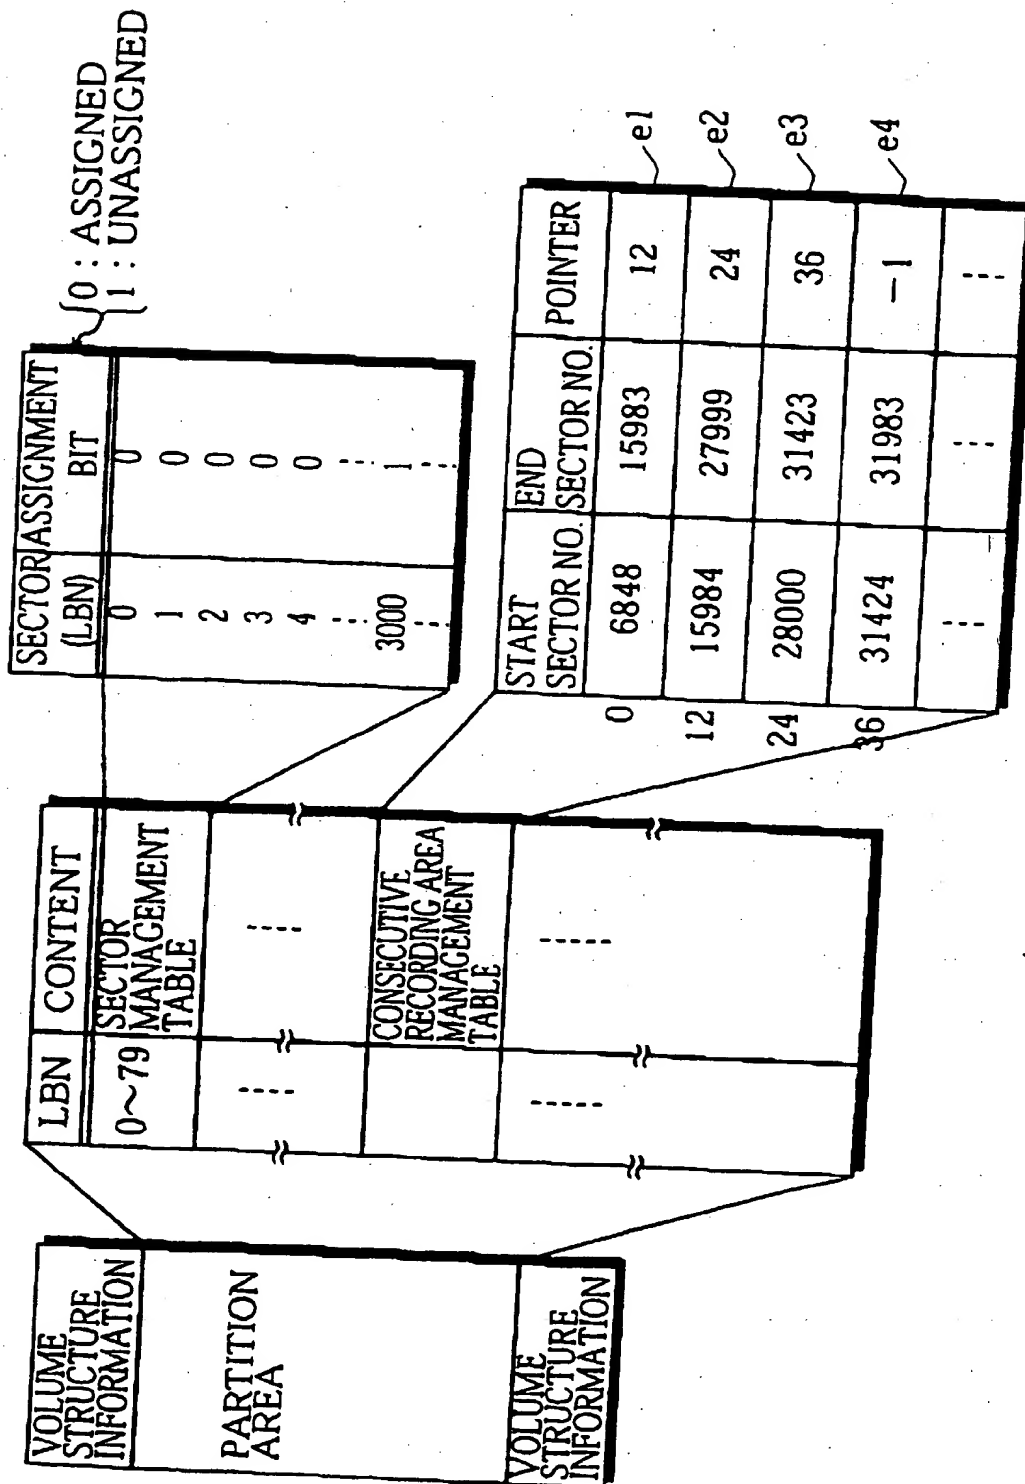 VOLUME
STRUCTURE
INFORMATION
PARTITION
AREA
VOLUME
STRUCTURE
INFORMATION
LBN CONTENT
0~79 SECTOR
MANAGEMENT
TABLE
CONSECUTIVE
RECORDING AREA
MANAGEMENT
TABLE
SECTOR ASSIGNMENT
(LBN) BIT
0 0
1 0
2 0
3 0
4 0
3000 1
0 : ASSIGNED
1 : UNASSIGNED
START END POINTER
SECTOR NO. SECTOR NO.
0 6848 15983 12 e1
12 15984 27999 24 e2
24 28000 31423 36 e3
36 31424 31983 -1 e4